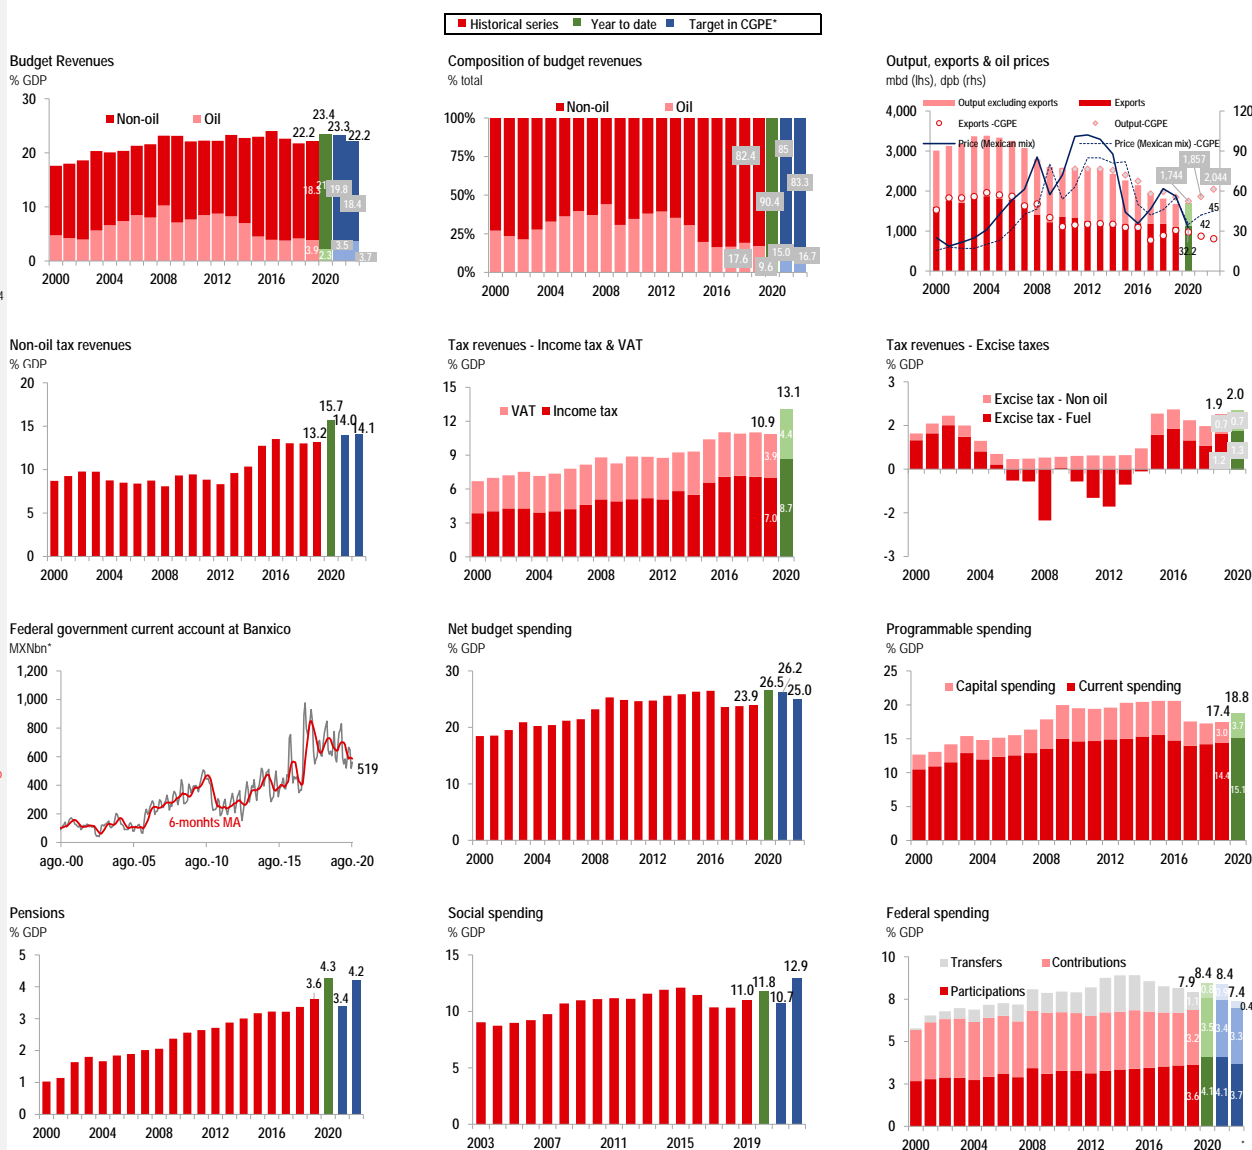 Historical series Year to date Target in CGPE*
Budget Revenues
% GDP
30
20
10
0
Non-oil Oil
22.2 23.4 23.3 22.2
18.3 19.8 18.4
3.9 2.3 3.5 3.7
2000 2004 2008 2012 2016 2020
Composition of budget revenues
% total
Non-oil Oil
100%
75%
50%
25%
0%
82.4 90.4 85 83.3
17.6 9.6 15.0 16.7
2000 2004 2008 2012 2016 2020
Output, exports & oil prices
mbd (lhs), dpb (rhs)
Output excluding exports Exports
Exports -CGPE Output-CGPE
Price (Mexican mix) Price (Mexican mix) -CGPE
4,000
3,000
2,000
1,000
0
120
90
60
30
0
1,744 1,857 2,044
45
42
32.2
2000 2004 2008 2012 2016 2020
Non-oil tax revenues
% GDP
20
15
10
5
0
13.2 15.7 14.0 14.1
2000 2004 2008 2012 2016 2020
Tax revenues - Income tax & VAT
% GDP
15
12
9
6
3
0
VAT Income tax
10.9 13.1
3.9 4.4
7.0 8.7
2000 2004 2008 2012 2016 2020
Tax revenues - Excise taxes
% GDP
3
2
0
-2
-3
Excise tax - Non oil
Excise tax - Fuel
1.9 2.0
0.7 0.7
1.2 1.3
2000 2004 2008 2012 2016 2020
Federal government current account at Banxico
MXNbn*
1,200
1,000
800
600
400
200
0
519
6-monhts MA
ago.-00 ago.-05 ago.-10 ago.-15 ago.-20
Net budget spending
% GDP
30
20
10
0
23.9 26.5 26.2 25.0
2000 2004 2008 2012 2016 2020
Programmable spending
% GDP
25
20
15
10
5
0
Capital spending Current spending
17.4 18.8
3.0 3.7
14.4 15.1
2000 2004 2008 2012 2016 2020
Pensions
% GDP
5
4
3
2
1
0
3.6 4.3 3.4 4.2
2000 2004 2008 2012 2016 2020
Social spending
% GDP
15
10
5
0
11.0 11.8 10.7 12.9
2003 2007 2011 2015 2019
Federal spending
% GDP
10
8
5
3
0
Transfers Contributions
Participations
7.9 8.4 8.4 7.4
1.1 0.8 0.4
3.2 3.5 3.4 3.3
3.6 4.1 4.1 3.7
2000 2004 2008 2012 2016 2020 *